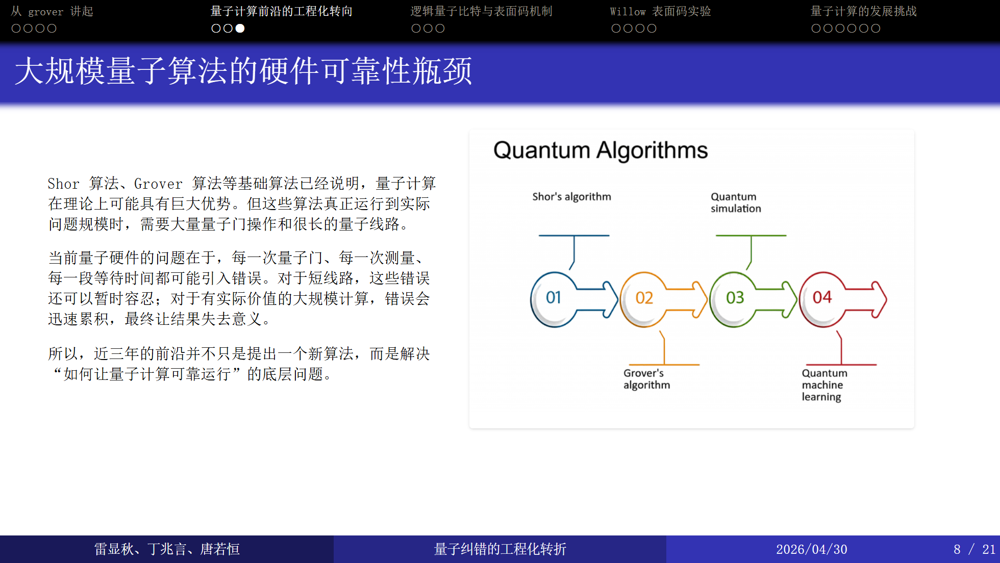 从 grover 讲起
量子计算前沿的工程化转向
逻辑量子比特与表面码机制
Willow 表面码实验
量子计算的发展挑战
大规模量子算法的硬件可靠性瓶颈
Shor 算法、Grover 算法等基础算法已经说明，量子计算
在理论上可能具有巨大优势。但这些算法真正运行到实际
问题规模时，需要大量量子门操作和很长的量子线路。
当前量子硬件的问题在于，每一次量子门、每一次测量、
每一段等待时间都可能引入错误。对于短线路，这些错误
还可以暂时容忍；对于有实际价值的大规模计算，错误会
迅速累积，最终让结果失去意义。
所以，近三年的前沿并不只是提出一个新算法，而是解决
“如何让量子计算可靠运行”的底层问题。
Quantum Algorithms
Shor's algorithm
Quantum
simulation
01
02
03
04
Grover's
algorithm
Quantum
machine
learning
雷显秋、丁兆言、唐若恒
量子纠错的工程化转折
2026/04/30
8 / 21